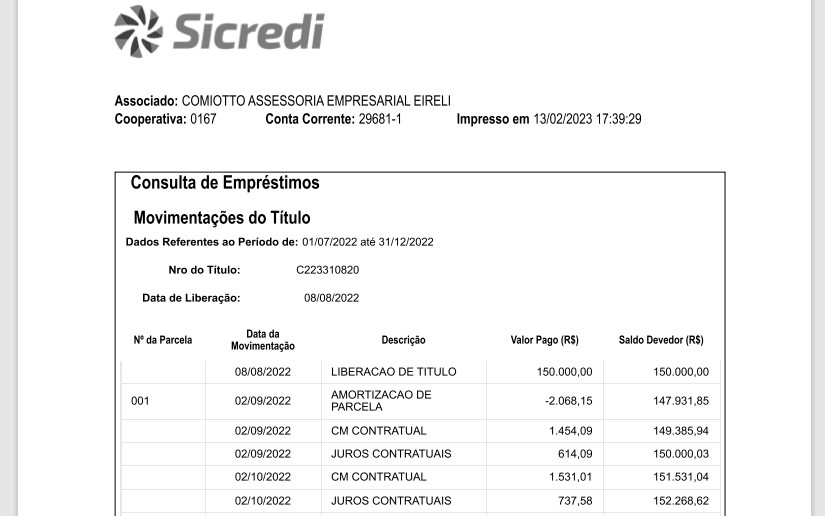 Sicredi
Associado: COMIOTTO ASSESSORIA EMPRESARIAL EIRELI
Cooperativa: 0167 Conta Corrente: 29681-1 Impresso em 13/02/2023 17:39:29
Consulta de Empréstimos
Movimentações do Título
Dados Referentes ao Período de: 01/07/2022 até 31/12/2022
Nro do Título: C223310820
Data de Liberação: 08/08/2022
Nº da Parcela Data da Movimentação Descrição Valor Pago (R$) Saldo Devedor (R$)
08/08/2022 LIBERACAO DE TITULO 150.000,00 150.000,00
001 02/09/2022 AMORTIZACAO DE PARCELA -2.068,15 147.931,85
02/09/2022 CM CONTRATUAL 1.454,09 149.385,94
02/09/2022 JUROS CONTRATUAIS 614,09 150.000,03
02/10/2022 CM CONTRATUAL 1.531,01 151.531,04
02/10/2022 JUROS CONTRATUAIS 737,58 152.268,62